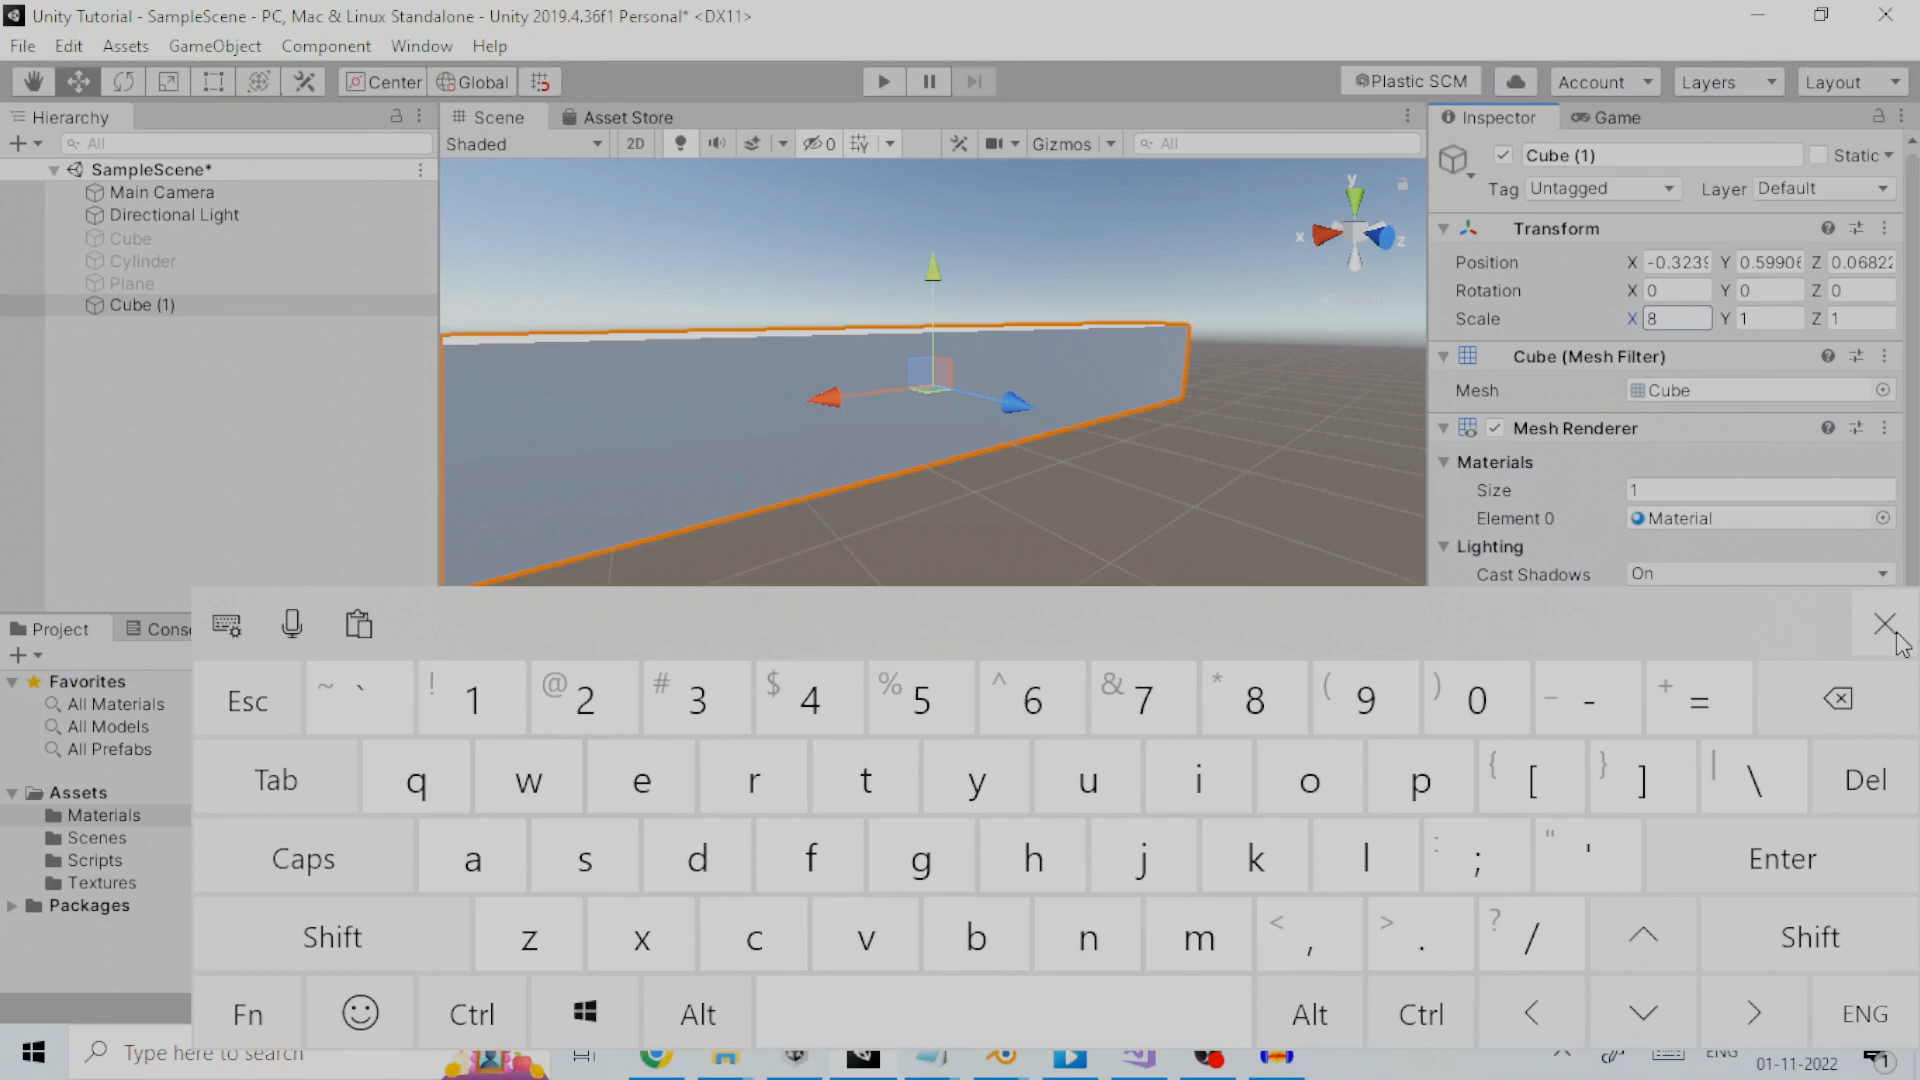 Unity Tutorial - SampleScene - PC, Mac & Linux Standalone - Unity 2019.4.36f1 Personal* <DX11>
File Edit Assets GameObject Component Window Help
Center Global Plastic SCM Account Layers Layout
Hierarchy
All
SampleScene*
Main Camera
Directional Light
Cube
Cylinder
Plane
Cube (1)
Scene Asset Store
Shaded 2D 0 Gizmos All
y
x z
Inspector Game
Cube (1) Static
Tag Untagged Layer Default
Transform
Position X -0.3239 Y 0.59906 Z 0.06822
Rotation X 0 Y 0 Z 0
Scale X 8 Y 1 Z 1
Cube (Mesh Filter)
Mesh Cube
Mesh Renderer
Materials
Size 1
Element 0 Material
Lighting
Cast Shadows On
Project Conso
Favorites
All Materials
All Models
All Prefabs
Assets
Materials
Scenes
Scripts
Textures
Packages
Esc ~ ` ! 1 @ 2 # 3 $ 4 % 5 ^ 6 & 7 * 8 ( 9 ) 0 _ - + =
Tab q w e r t y u i o p { [ } ] | \ Del
Caps a s d f g h j k l : ; " ' Enter
Shift z x c v b n m < , > . ? / Shift
Fn Ctrl Alt Alt Ctrl ENG
Type here to search ENG
01-11-2022 1